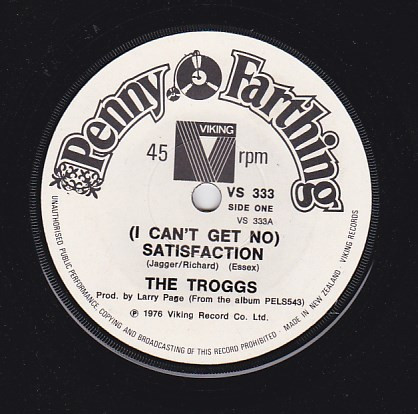 Penny Farthing
VIKING
45 rpm
VS 333
SIDE ONE
VS 333A
(I CAN'T GET NO)
SATISFACTION
(Jagger/Richard) (Essex)
THE TROGGS
Prod. by Larry Page (From the album PELS543)
℗ 1976 Viking Record Co. Ltd.
UNAUTHORISED PUBLIC PERFORMANCE, COPYING AND BROADCASTING OF THIS RECORD PROHIBITED . MADE IN NEW ZEALAND. VIKING RECORDS